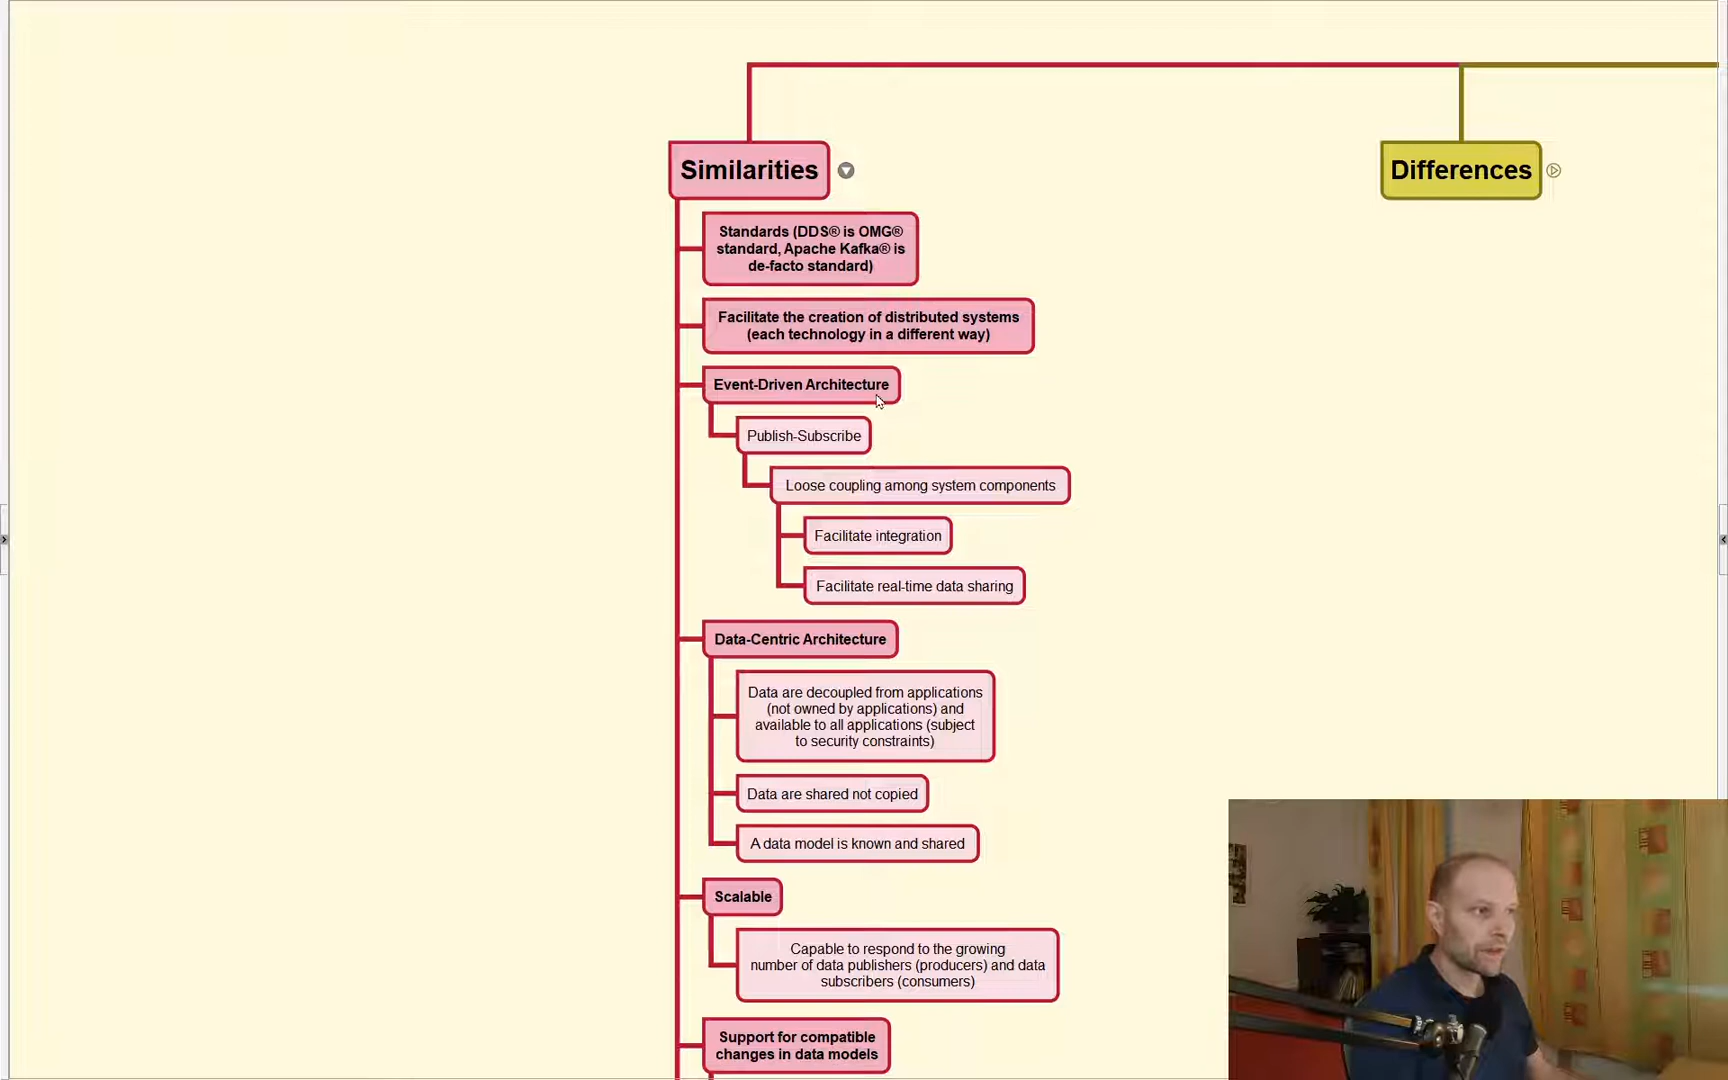 Similarities
Differences
Standards (DDS® is OMG®
standard, Apache Kafka® is
de-facto standard)
Facilitate the creation of distributed systems
(each technology in a different way)
Event-Driven Architecture
Publish-Subscribe
Loose coupling among system components
Facilitate integration
Facilitate real-time data sharing
Data-Centric Architecture
Data are decoupled from applications
(not owned by applications) and
available to all applications (subject
to security constraints)
Data are shared not copied
A data model is known and shared
Scalable
Capable to respond to the growing
number of data publishers (producers) and data
subscribers (consumers)
Support for compatible
changes in data models